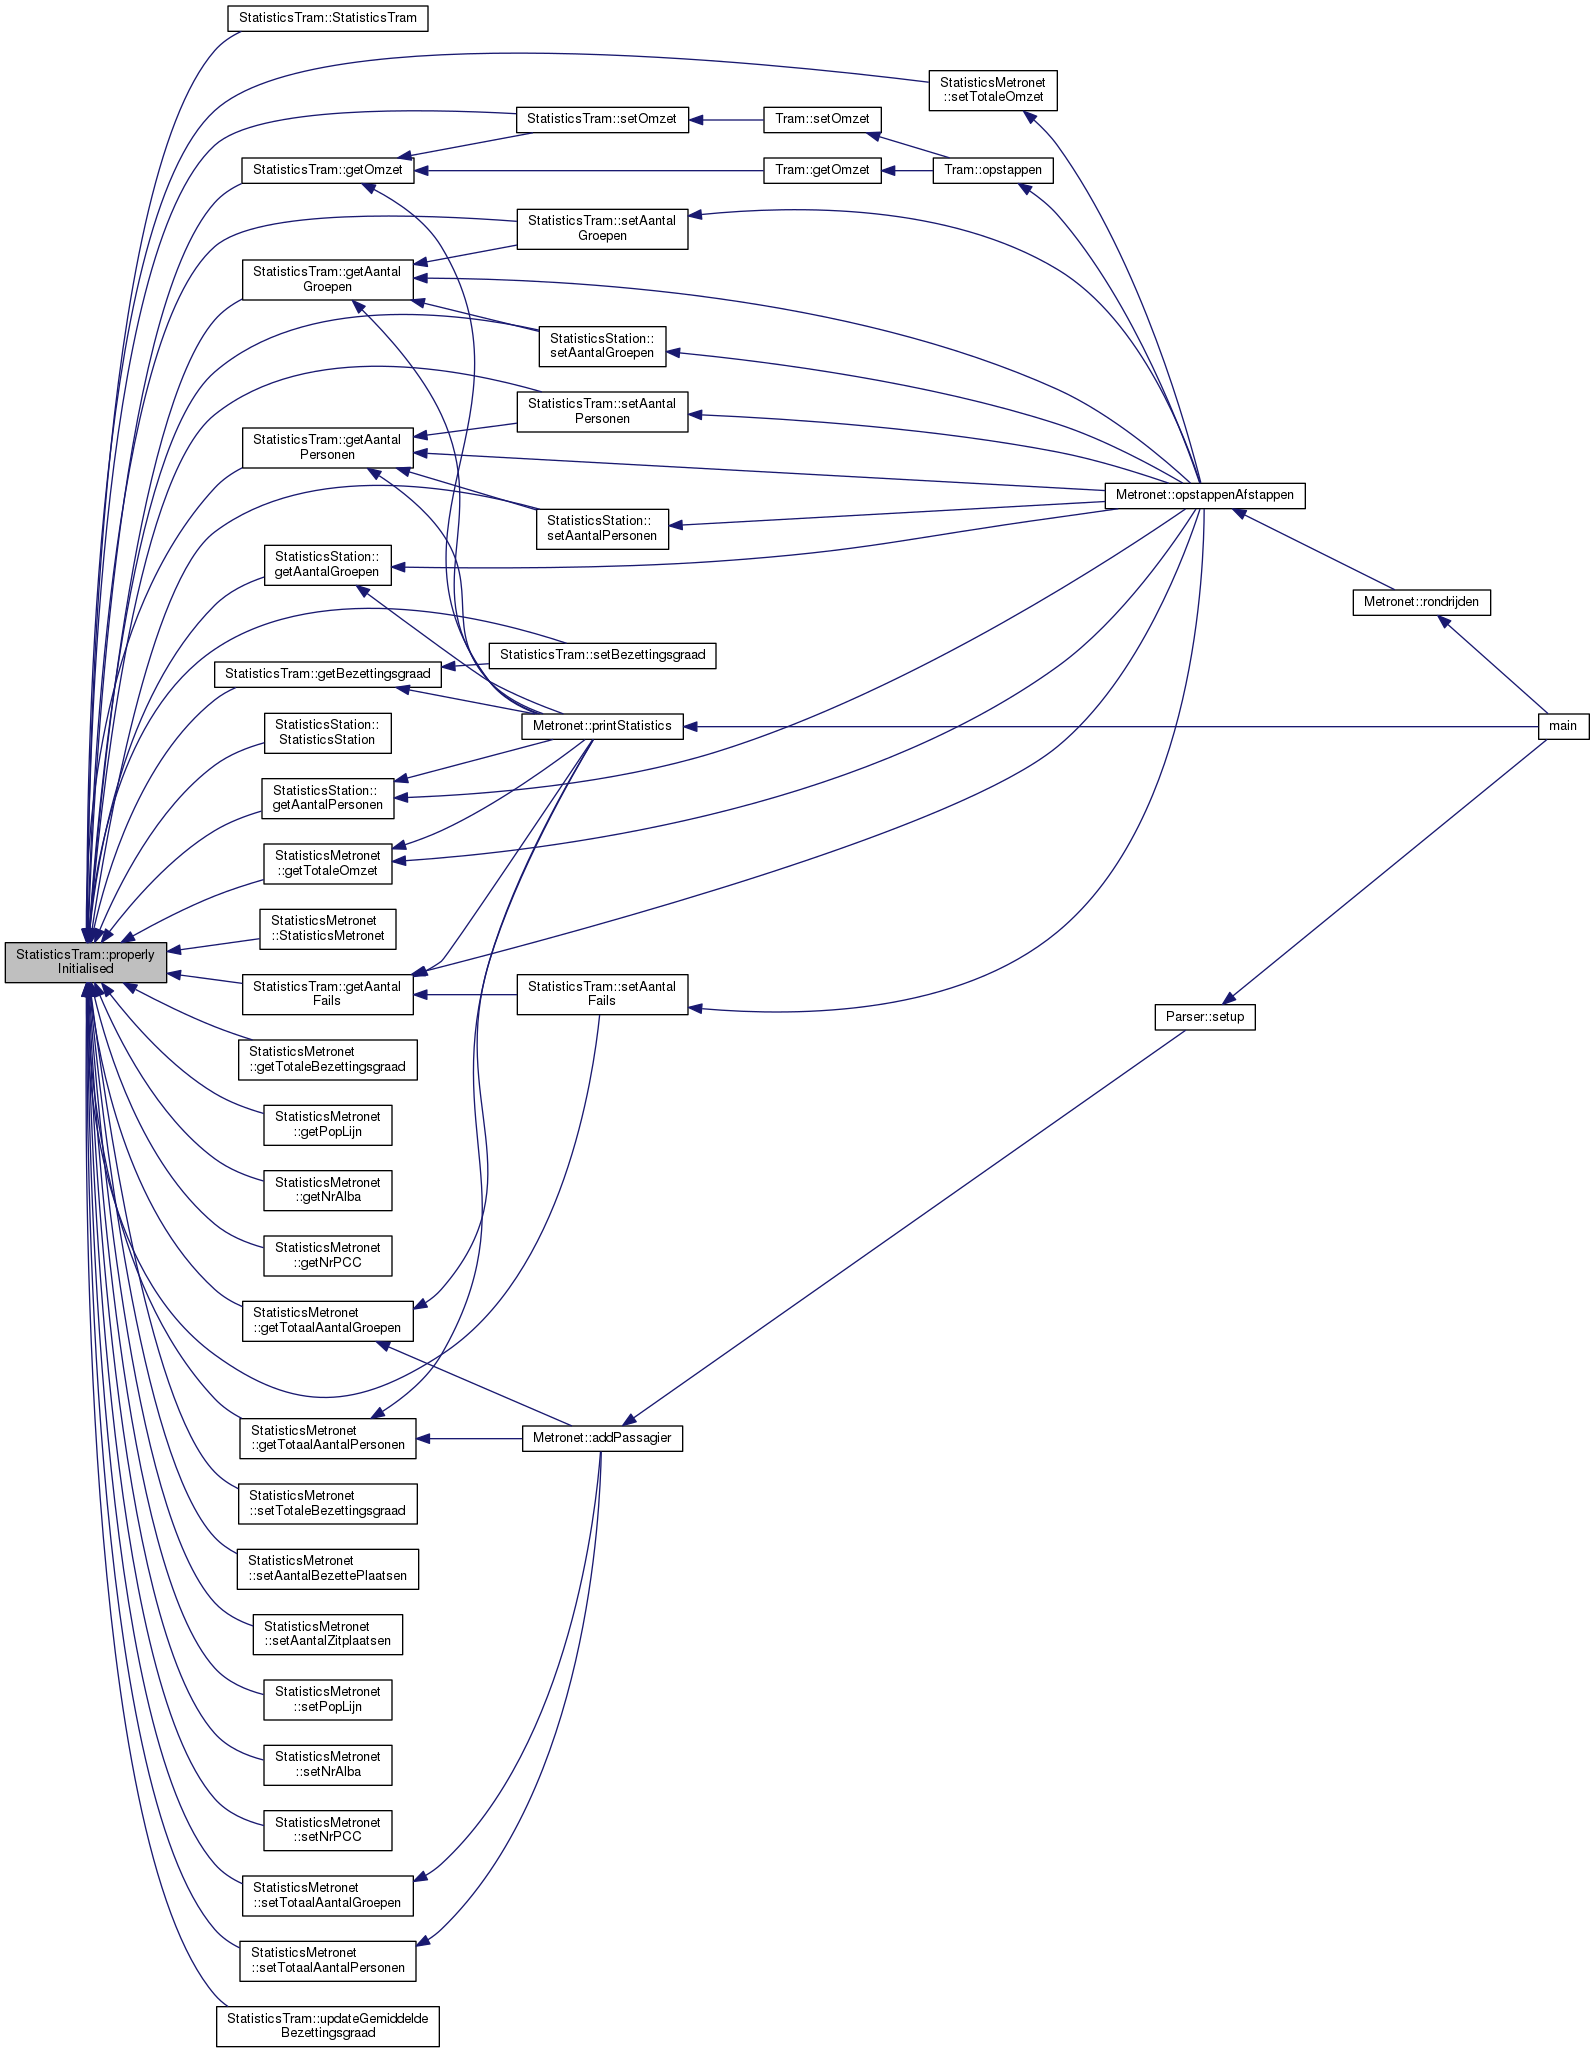 StatisticsTram::StatisticsTram
StatisticsMetronet
::setTotaleOmzet
StatisticsTram::setOmzet
Tram::setOmzet
StatisticsTram::getOmzet
Tram::getOmzet
Tram::opstappen
StatisticsTram::setAantal
Groepen
StatisticsTram::getAantal
Groepen
StatisticsStation::
setAantalGroepen
StatisticsTram::setAantal
Personen
StatisticsTram::getAantal
Personen
Metronet::opstappenAfstappen
StatisticsStation::
setAantalPersonen
StatisticsStation::
getAantalGroepen
Metronet::rondrijden
StatisticsTram::setBezettingsgraad
StatisticsTram::getBezettingsgraad
StatisticsStation::
StatisticsStation
Metronet::printStatistics
main
StatisticsStation::
getAantalPersonen
StatisticsMetronet
::getTotaleOmzet
StatisticsMetronet
::StatisticsMetronet
StatisticsTram::properly
Initialised
StatisticsTram::getAantal
Fails
StatisticsTram::setAantal
Fails
Parser::setup
StatisticsMetronet
::getTotaleBezettingsgraad
StatisticsMetronet
::getPopLijn
StatisticsMetronet
::getNrAlba
StatisticsMetronet
::getNrPCC
StatisticsMetronet
::getTotaalAantalGroepen
StatisticsMetronet
::getTotaalAantalPersonen
Metronet::addPassagier
StatisticsMetronet
::setTotaleBezettingsgraad
StatisticsMetronet
::setAantalBezettePlaatsen
StatisticsMetronet
::setAantalZitplaatsen
StatisticsMetronet
::setPopLijn
StatisticsMetronet
::setNrAlba
StatisticsMetronet
::setNrPCC
StatisticsMetronet
::setTotaalAantalGroepen
StatisticsMetronet
::setTotaalAantalPersonen
StatisticsTram::updateGemiddelde
Bezettingsgraad